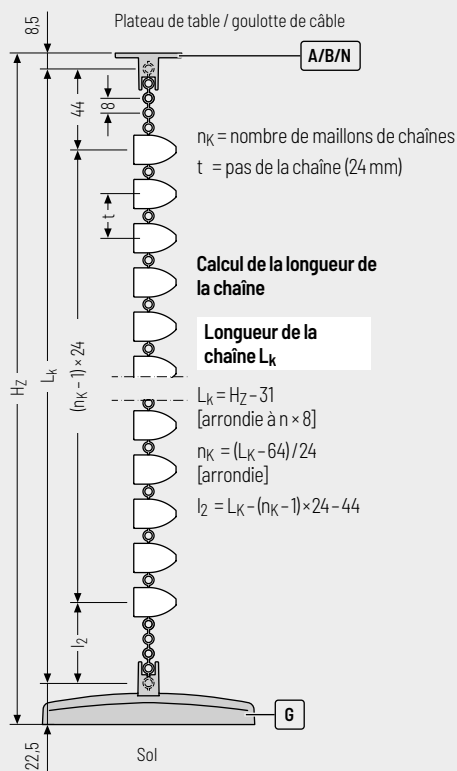 Plateau de table / goulotte de câble
8,5
A/B/N
44
8
nK = nombre de maillons de chaînes
t = pas de la chaîne (24 mm)
t
Calcul de la longueur de
la chaîne
Longueur de la
chaîne Lk
HZ
Lk
(nK – 1) × 24
Lk = HZ – 31
[arrondie à n × 8]
nK = (LK – 64) / 24
[arrondie]
l2 = LK – (nK – 1) × 24 – 44
l2
G
22,5
Sol